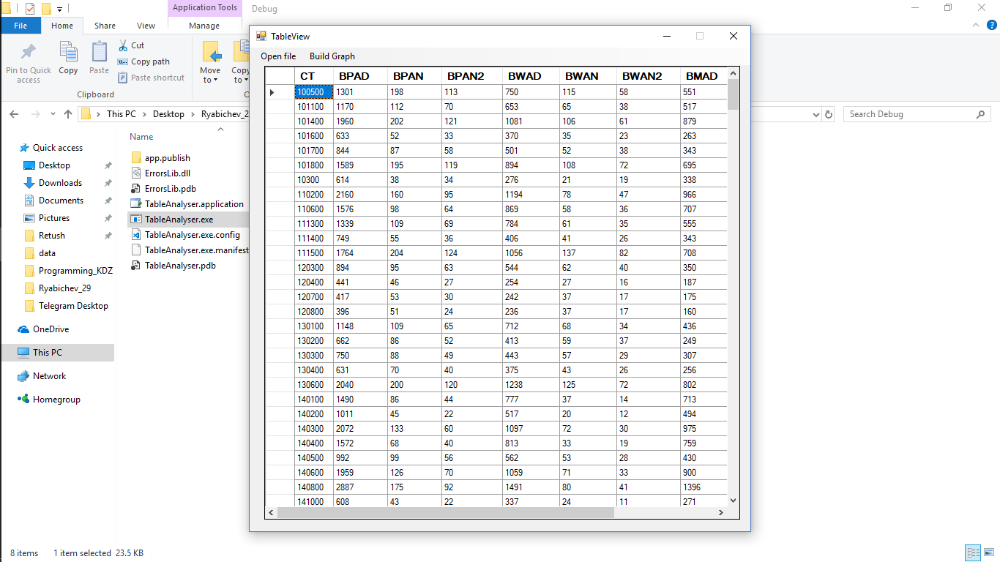 Application Tools Debug
File Home Share View Manage
Pin to Quick access
Copy
Paste
Cut
Copy path
Paste shortcut
Clipboard
Move to
Copy to
This PC Desktop Ryabichev_2
Search Debug
Quick access
Desktop
Downloads
Documents
Pictures
Retush
data
Programming_KDZ
Ryabichev_29
Telegram Desktop
OneDrive
This PC
Network
Homegroup
Name
app.publish
ErrorsLib.dll
ErrorsLib.pdb
TableAnalyser.application
TableAnalyser.exe
TableAnalyser.exe.config
TableAnalyser.exe.manifest
TableAnalyser.pdb
TableView
Open file Build Graph
CT BPAD BPAN BPAN2 BWAD BWAN BWAN2 BMAD
100500 1301 198 113 750 115 58 551
101100 1170 112 70 653 65 38 517
101400 1960 202 121 1081 106 61 879
101600 633 52 33 370 35 23 263
101700 844 87 58 501 52 38 343
101800 1589 195 119 894 108 72 695
10300 614 38 34 276 21 19 338
110200 2160 160 95 1194 78 47 966
110600 1576 98 64 869 58 36 707
111300 1339 109 69 784 61 35 555
111400 749 55 36 406 41 26 343
111500 1764 204 124 1056 137 82 708
120300 894 95 63 544 62 40 350
120400 441 46 27 254 27 16 187
120700 417 53 30 242 37 17 175
120800 396 51 24 236 37 17 160
130100 1148 109 65 712 68 34 436
130200 662 86 52 413 59 37 249
130300 750 88 49 443 57 29 307
130400 631 70 40 375 43 26 256
130600 2040 200 120 1238 125 72 802
140100 1490 86 44 777 37 14 713
140200 1011 45 22 517 20 12 494
140300 2072 133 60 1097 72 30 975
140400 1572 68 40 813 33 19 759
140500 992 99 56 562 53 28 430
140600 1959 126 70 1059 71 33 900
140800 2887 175 92 1491 80 41 1396
141000 608 43 22 337 24 11 271
8 items 1 item selected 23.5 KB